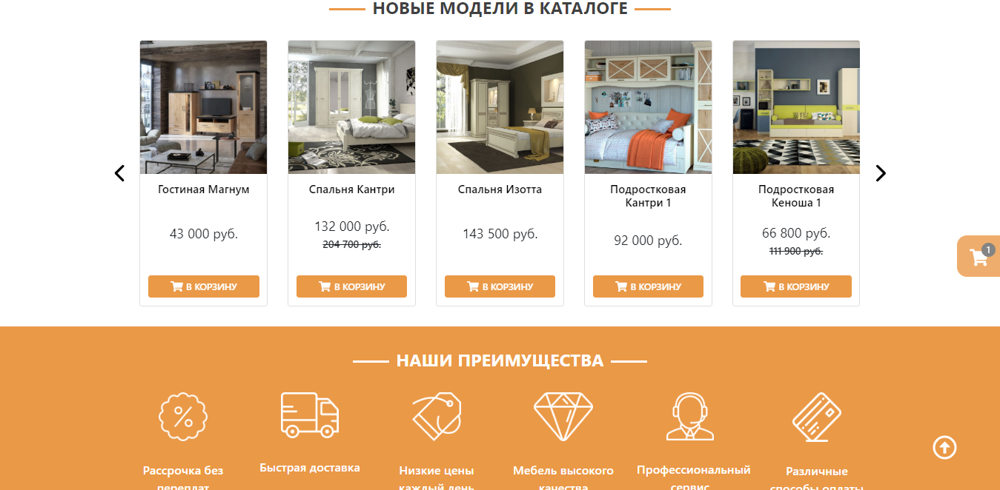 НОВЫЕ МОДЕЛИ В КАТАЛОГЕ
Гостиная Магнум
43 000 руб.
В КОРЗИНУ
Спальня Кантри
132 000 руб.
204 700 руб.
В КОРЗИНУ
Спальня Изотта
143 500 руб.
В КОРЗИНУ
Подростковая
Кантри 1
92 000 руб.
В КОРЗИНУ
Подростковая
Кеноша 1
66 800 руб.
111 900 руб.
В КОРЗИНУ
1
НАШИ ПРЕИМУЩЕСТВА
Рассрочка без
переплат
Быстрая доставка
Низкие цены
каждый день
Мебель высокого
качества
Профессиональный
сервис
Различные
способы оплаты